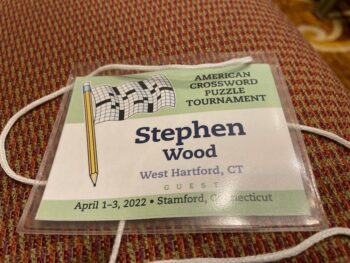 AMERICAN
CROSSWORD
PUZZLE
TOURNAMENT
Stephen
Wood
West Hartford, CT
GUEST
April 1–3, 2022 • Stamford, Connecticut